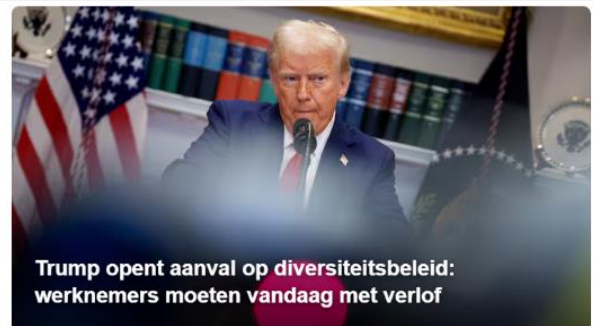 Trump opent aanval op diversiteitsbeleid:
werknemers moeten vandaag met verlof